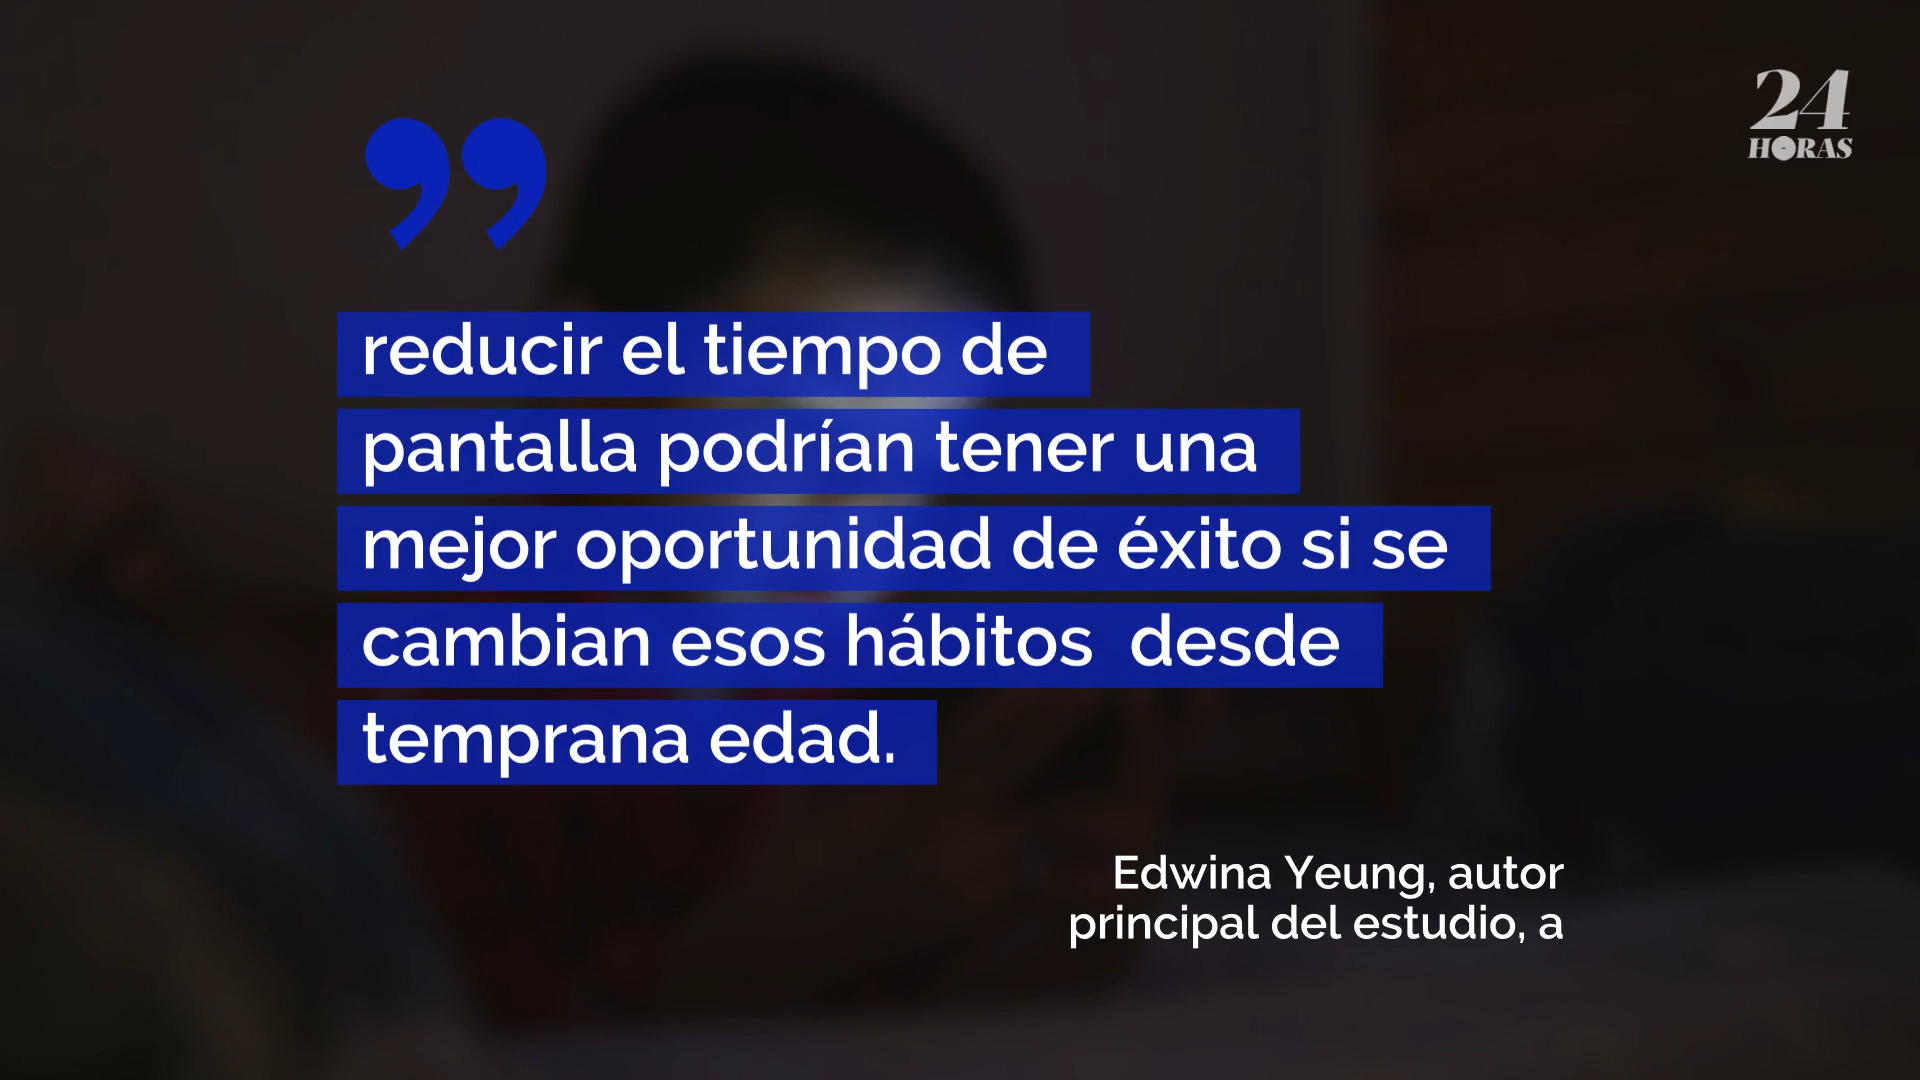 24
HORAS
”
reducir el tiempo de
pantalla podrían tener una
mejor oportunidad de éxito si se
cambian esos hábitos  desde
temprana edad.
Edwina Yeung, autor
principal del estudio, a